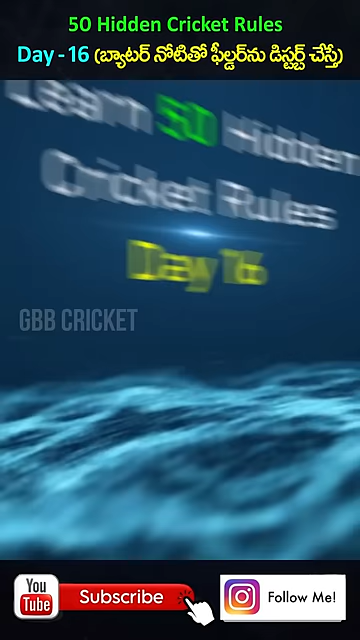 50 Hidden Cricket Rules
Day - 16 (బ్యాటర్ నోటితో ఫీల్డర్‌ను డిస్టర్బ్ చేస్తే)
Learn 50 Hidden
Cricket Rules
Day 16
GBB CRICKET
You
Tube
Subscribe
Follow Me!